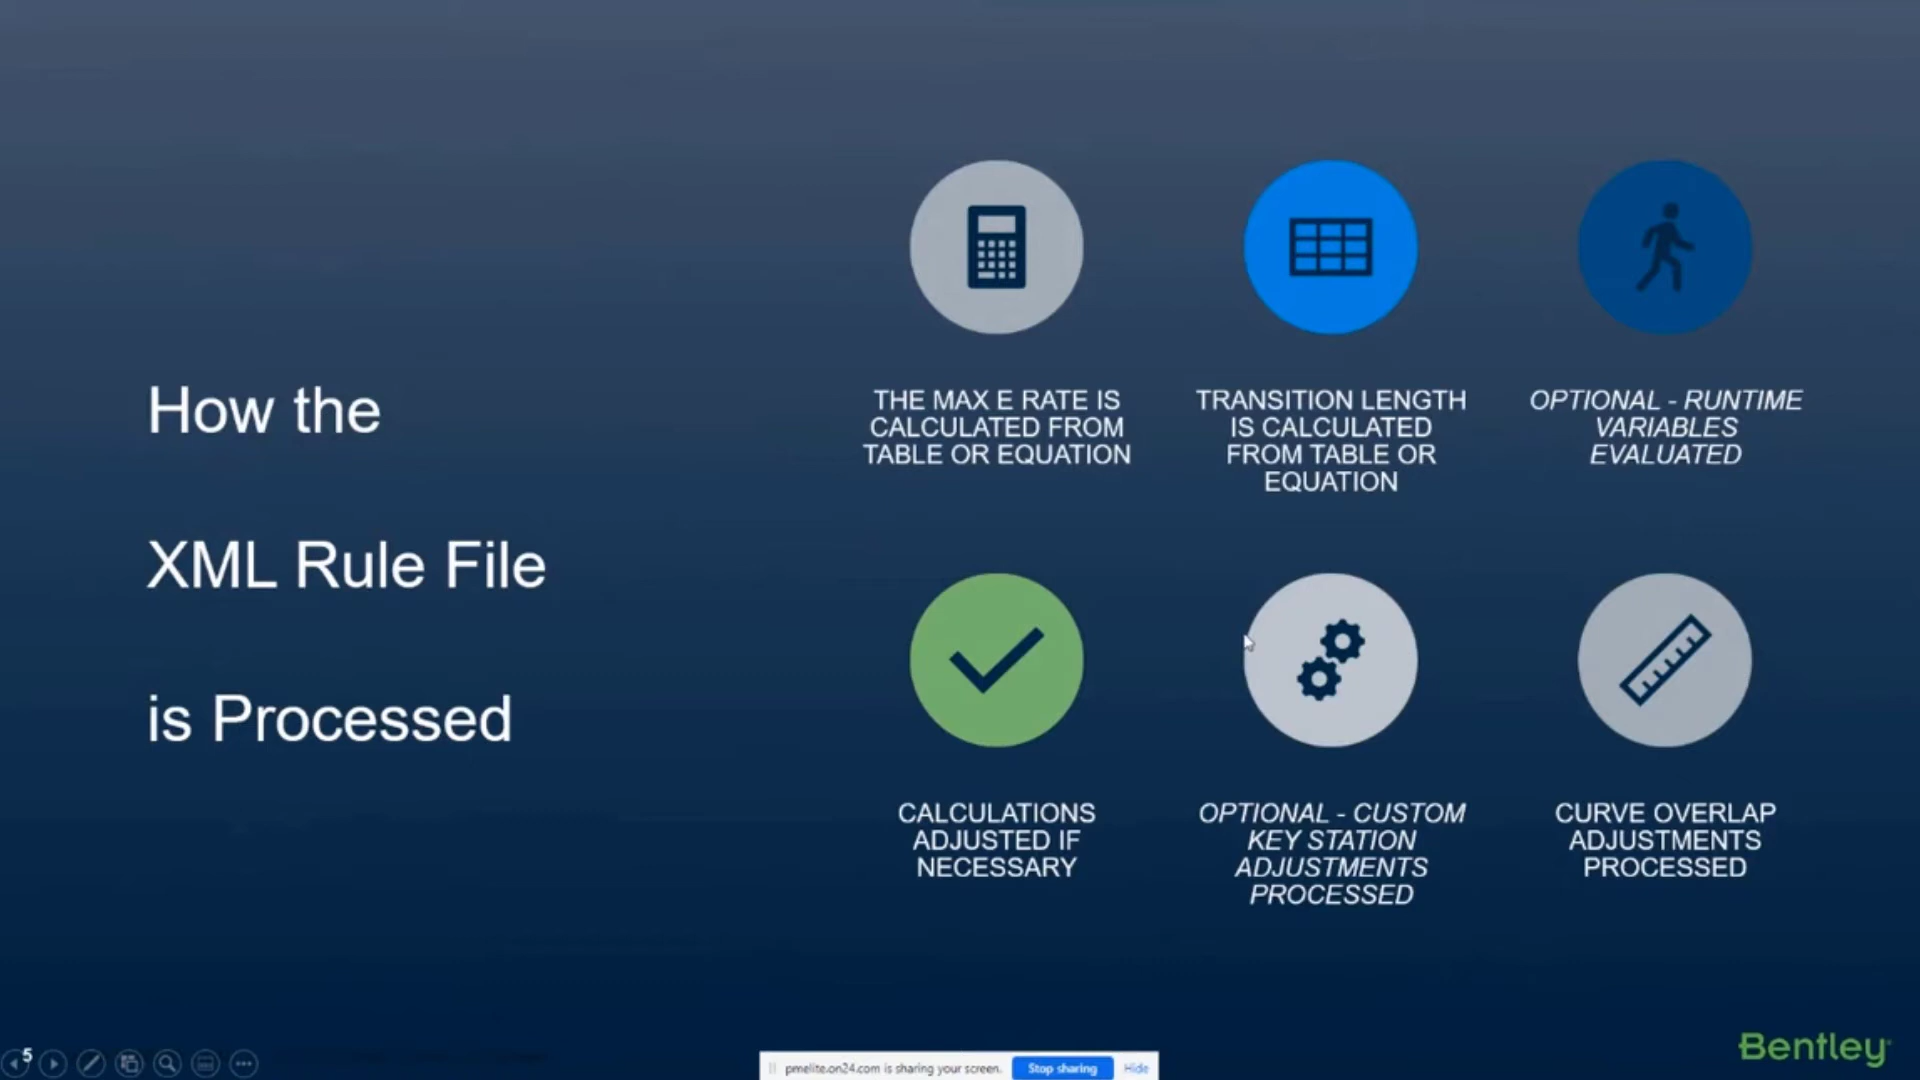 How the
XML Rule File
is Processed
THE MAX E RATE IS
CALCULATED FROM
TABLE OR EQUATION
TRANSITION LENGTH
IS CALCULATED
FROM TABLE OR
EQUATION
OPTIONAL - RUNTIME
VARIABLES
EVALUATED
CALCULATIONS
ADJUSTED IF
NECESSARY
OPTIONAL - CUSTOM
KEY STATION
ADJUSTMENTS
PROCESSED
CURVE OVERLAP
ADJUSTMENTS
PROCESSED
5
pmelite.on24.com is sharing your screen.
Stop sharing
Hide
Bentley